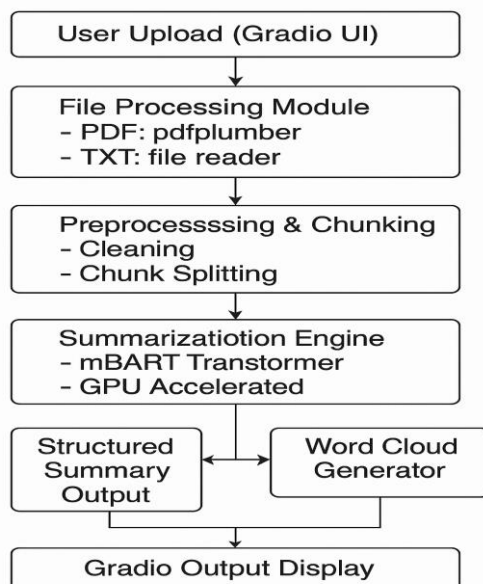 User Upload (Gradio UI)
File Processing Module
- PDF: pdfplumber
- TXT: file reader
Preprocesssssing & Chunking
- Cleaning
- Chunk Splitting
Summarizatiotion Engine
- mBART Transtormer
- GPU Accelerated
Structured
Summary
Output
Word Cloud
Generator
Gradio Output Display